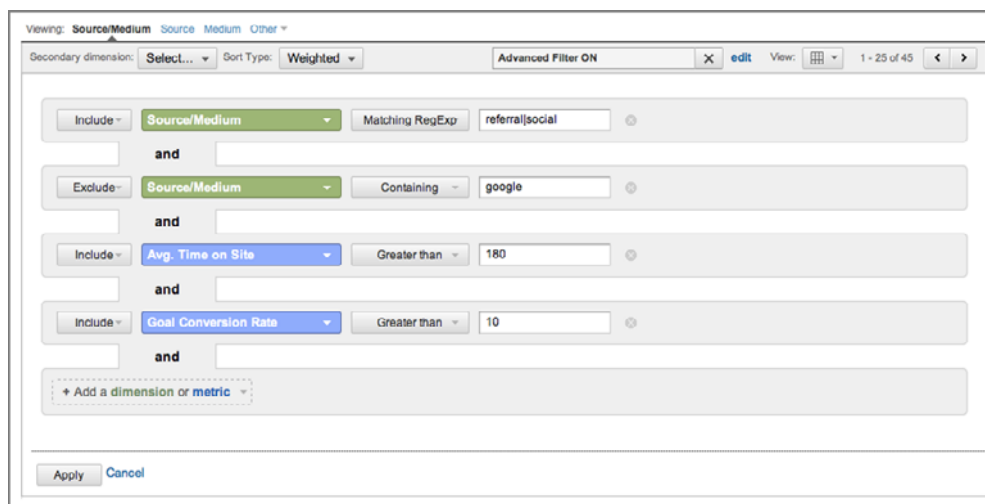 Viewing: Source/Medium Source Medium Other
Secondary dimension: Select... Sort Type: Weighted Advanced Filter ON edit View: 1 - 25 of 45
Include Source/Medium Matching RegExp referral|social
and
Exclude Source/Medium Containing google
and
Include Avg. Time on Site Greater than 180
and
Include Goal Conversion Rate Greater than 10
and
+ Add a dimension or metric
Apply Cancel